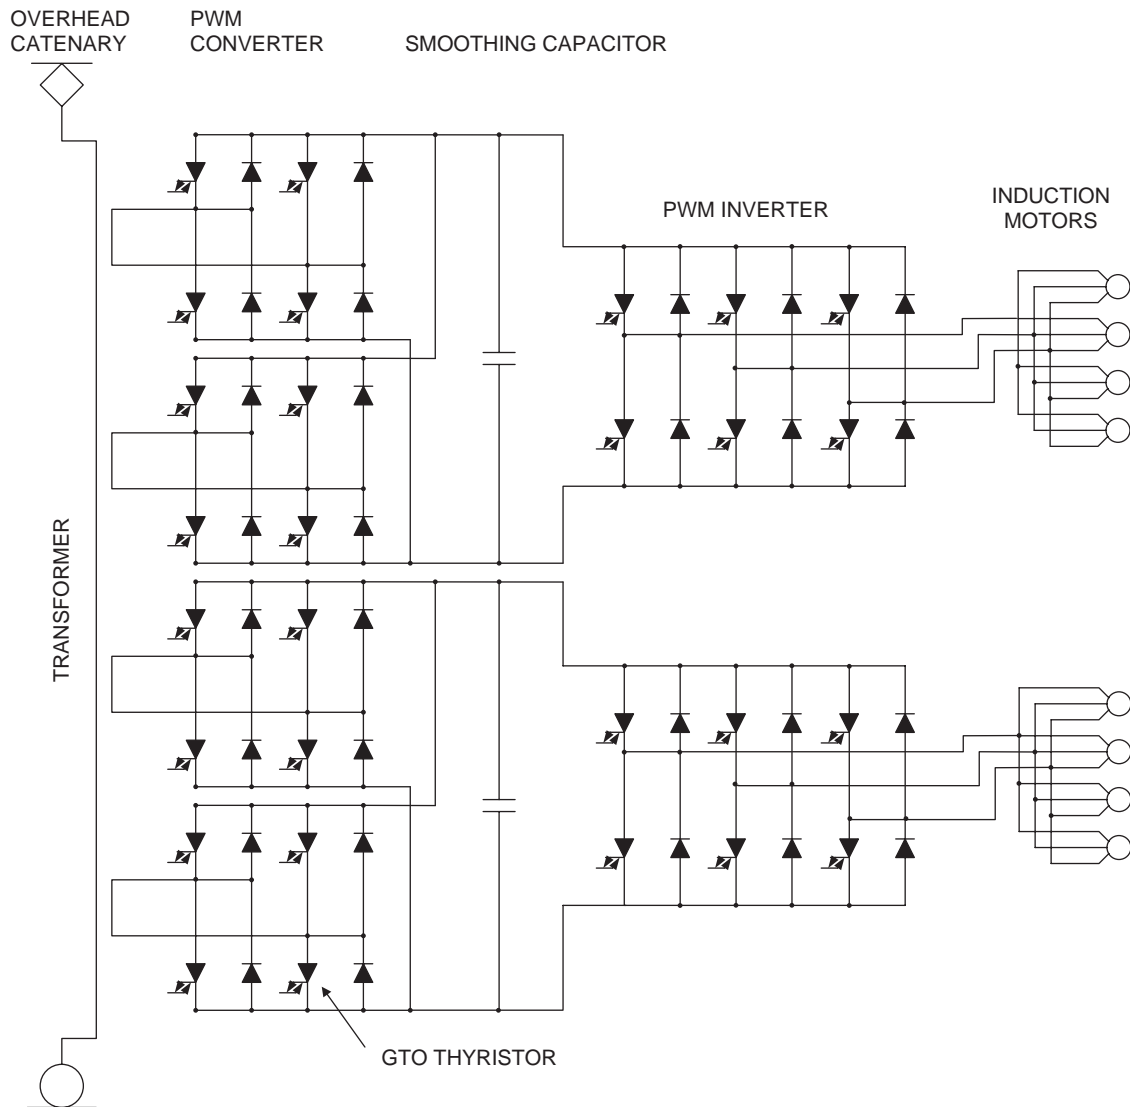 OVERHEAD
CATENARY
PWM
CONVERTER
SMOOTHING CAPACITOR
PWM INVERTER
INDUCTION
MOTORS
TRANSFORMER
GTO THYRISTOR